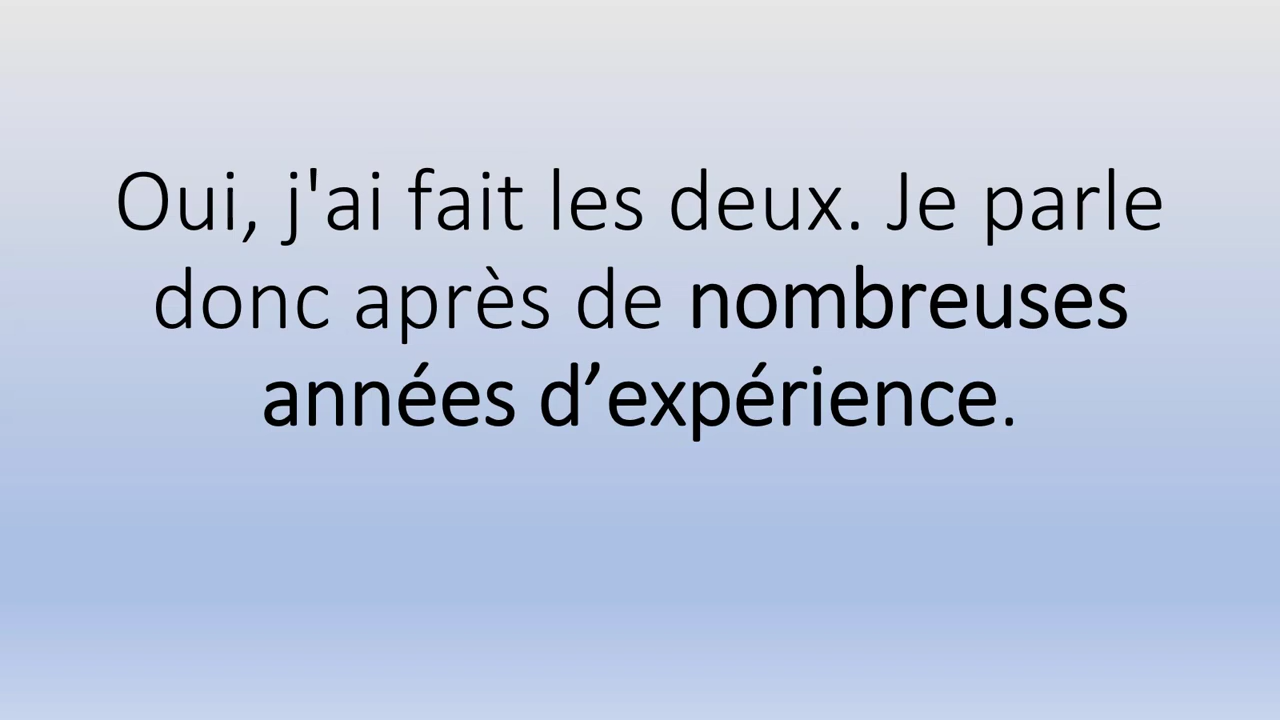 Oui, j'ai fait les deux. Je parle
donc après de nombreuses
années d’expérience.